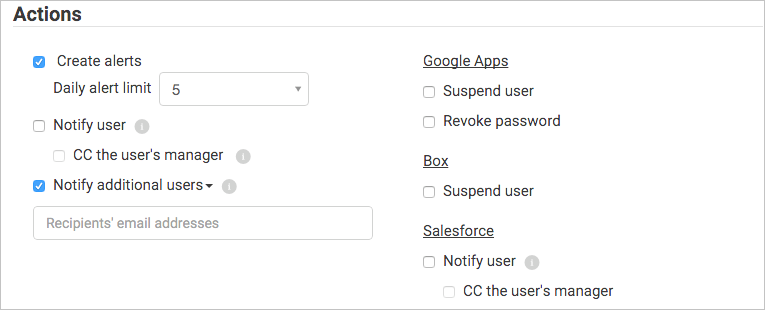 Actions
Create alerts
Daily alert limit 5
Notify user i
CC the user's manager i
Notify additional users i
Recipients' email addresses
Google Apps
Suspend user
Revoke password
Box
Suspend user
Salesforce
Notify user i
CC the user's manager